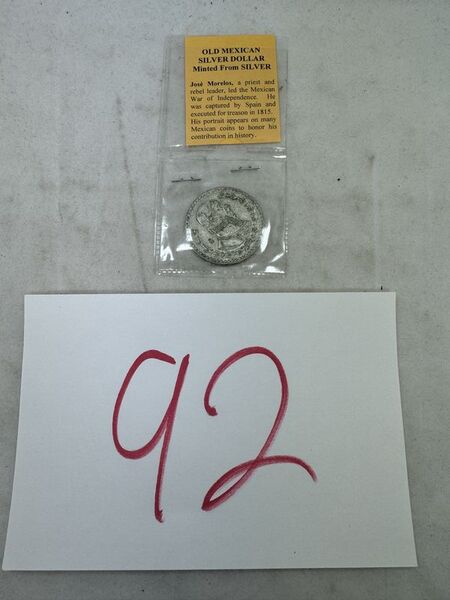 OLD MEXICAN
SILVER DOLLAR
Minted From SILVER
José Morelos, a priest and
rebel leader, led the Mexican
War of Independence. He
was captured by Spain and
executed for treason in 1815.
His portrait appears on many
Mexican coins to honor his
contribution in history.
92